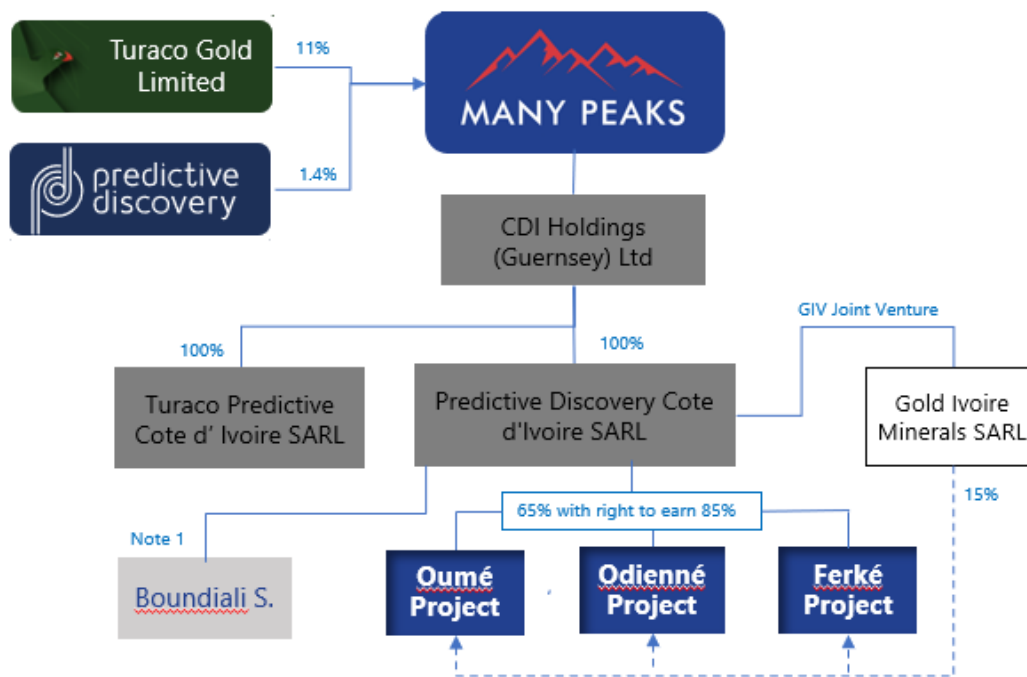 Turaco Gold
Limited
11%
MANY PEAKS
predictive
discovery
1.4%
CDI Holdings
(Guernsey) Ltd
GIV Joint Venture
100%
100%
Turaco Predictive
Cote d’ Ivoire SARL
Predictive Discovery Cote
d'Ivoire SARL
Gold Ivoire
Minerals SARL
15%
65% with right to earn 85%
Note 1
Boundiali S.
Oumé
Project
Odienné
Project
Ferké
Project